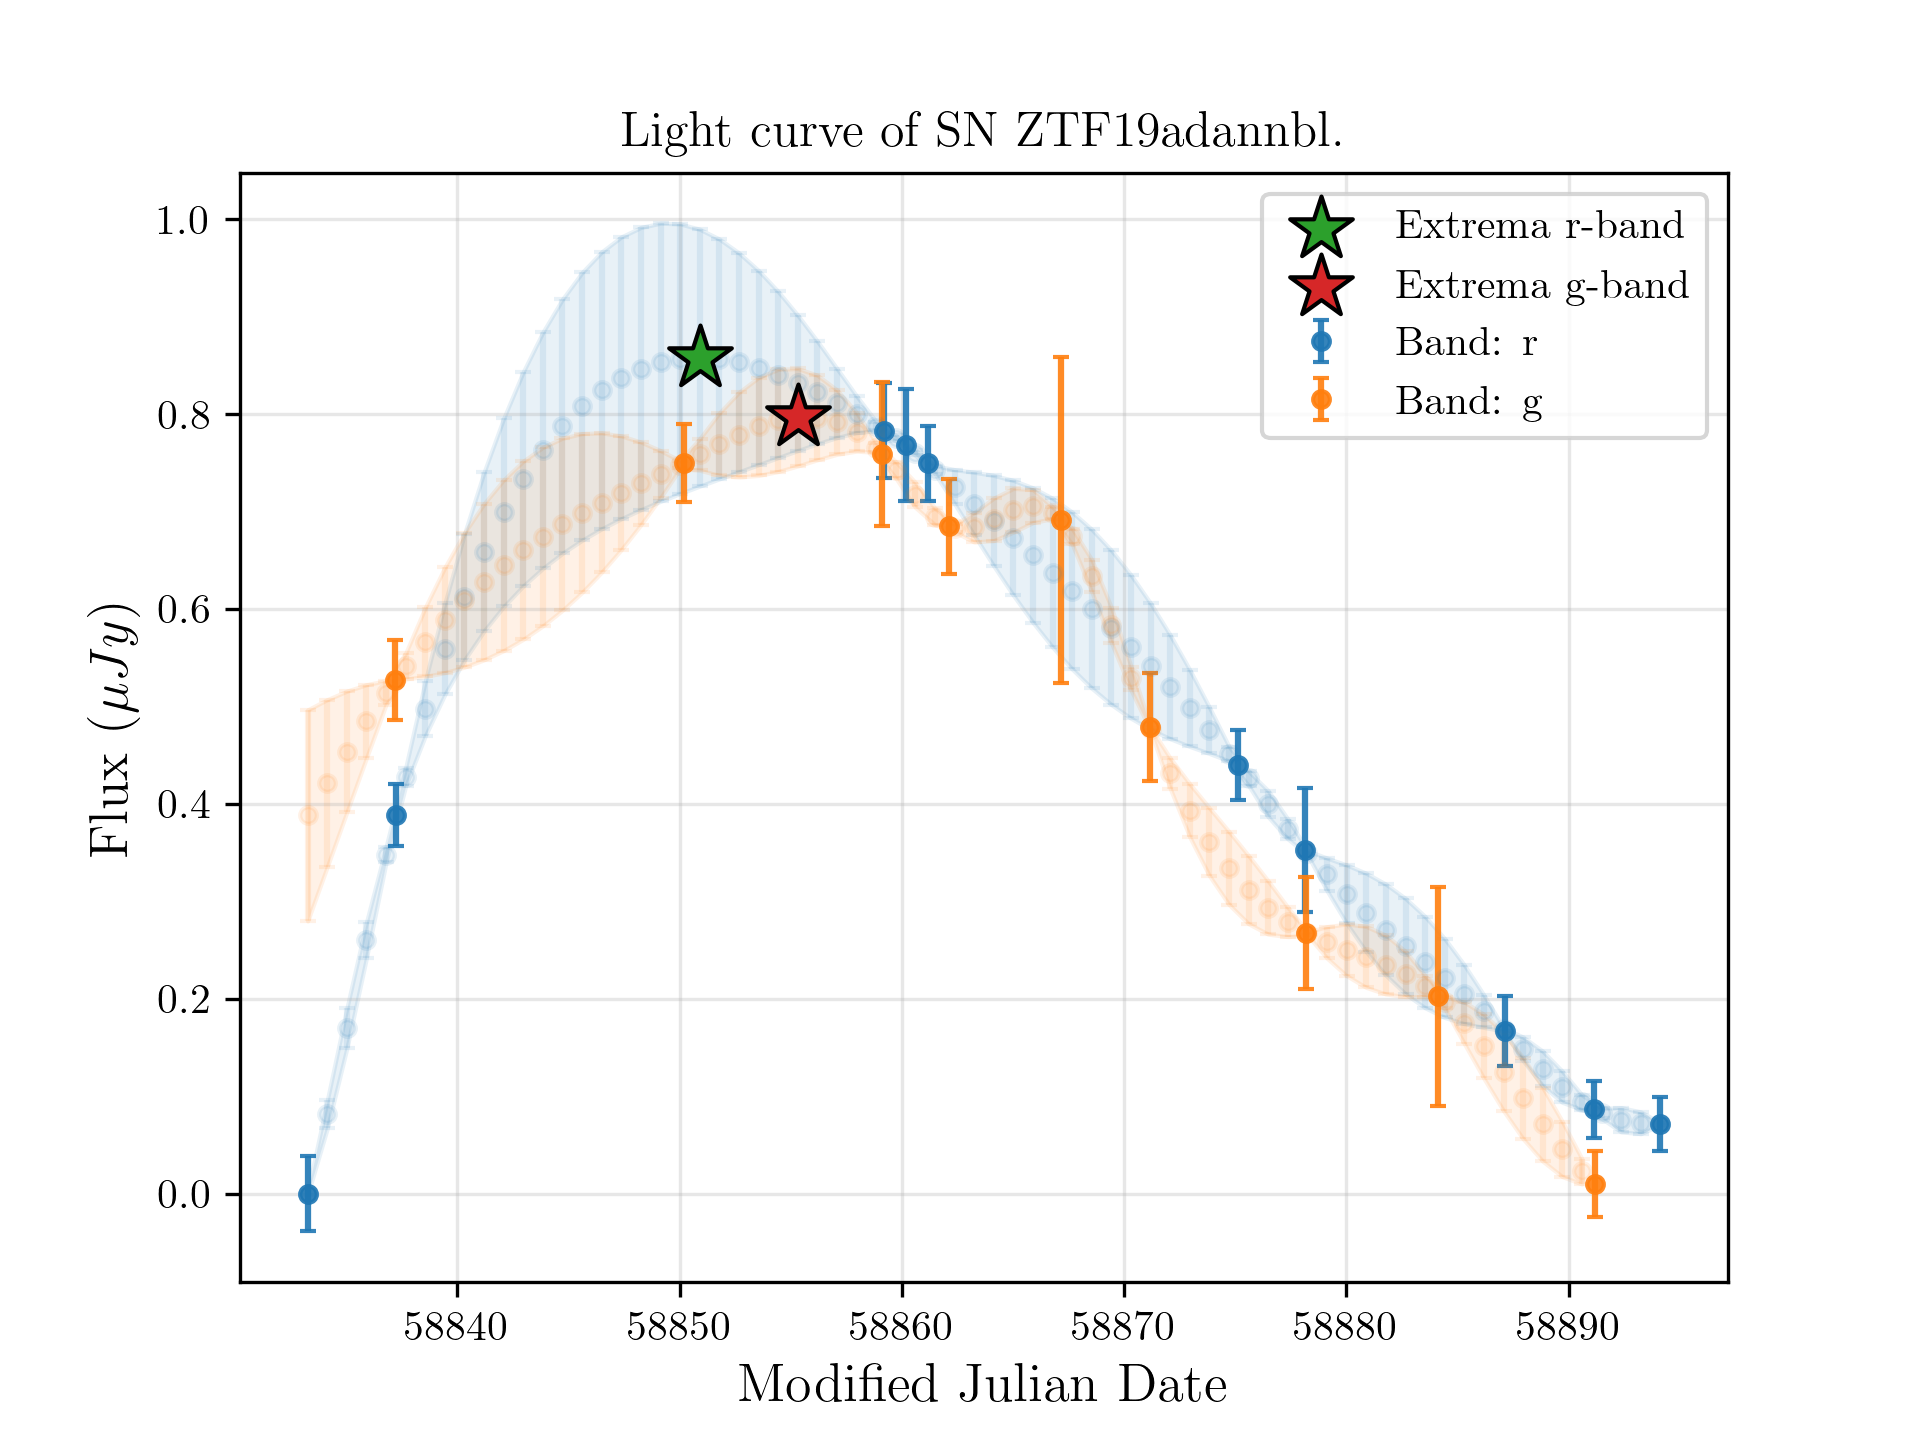 Light curve of SN ZTF19adannbl.
Extrema r-band
Extrema g-band
Band: r
Band: g
1.0
0.8
0.6
0.4
0.2
0.0
Flux (μJy)
58840 58850 58860 58870 58880 58890
Modified Julian Date